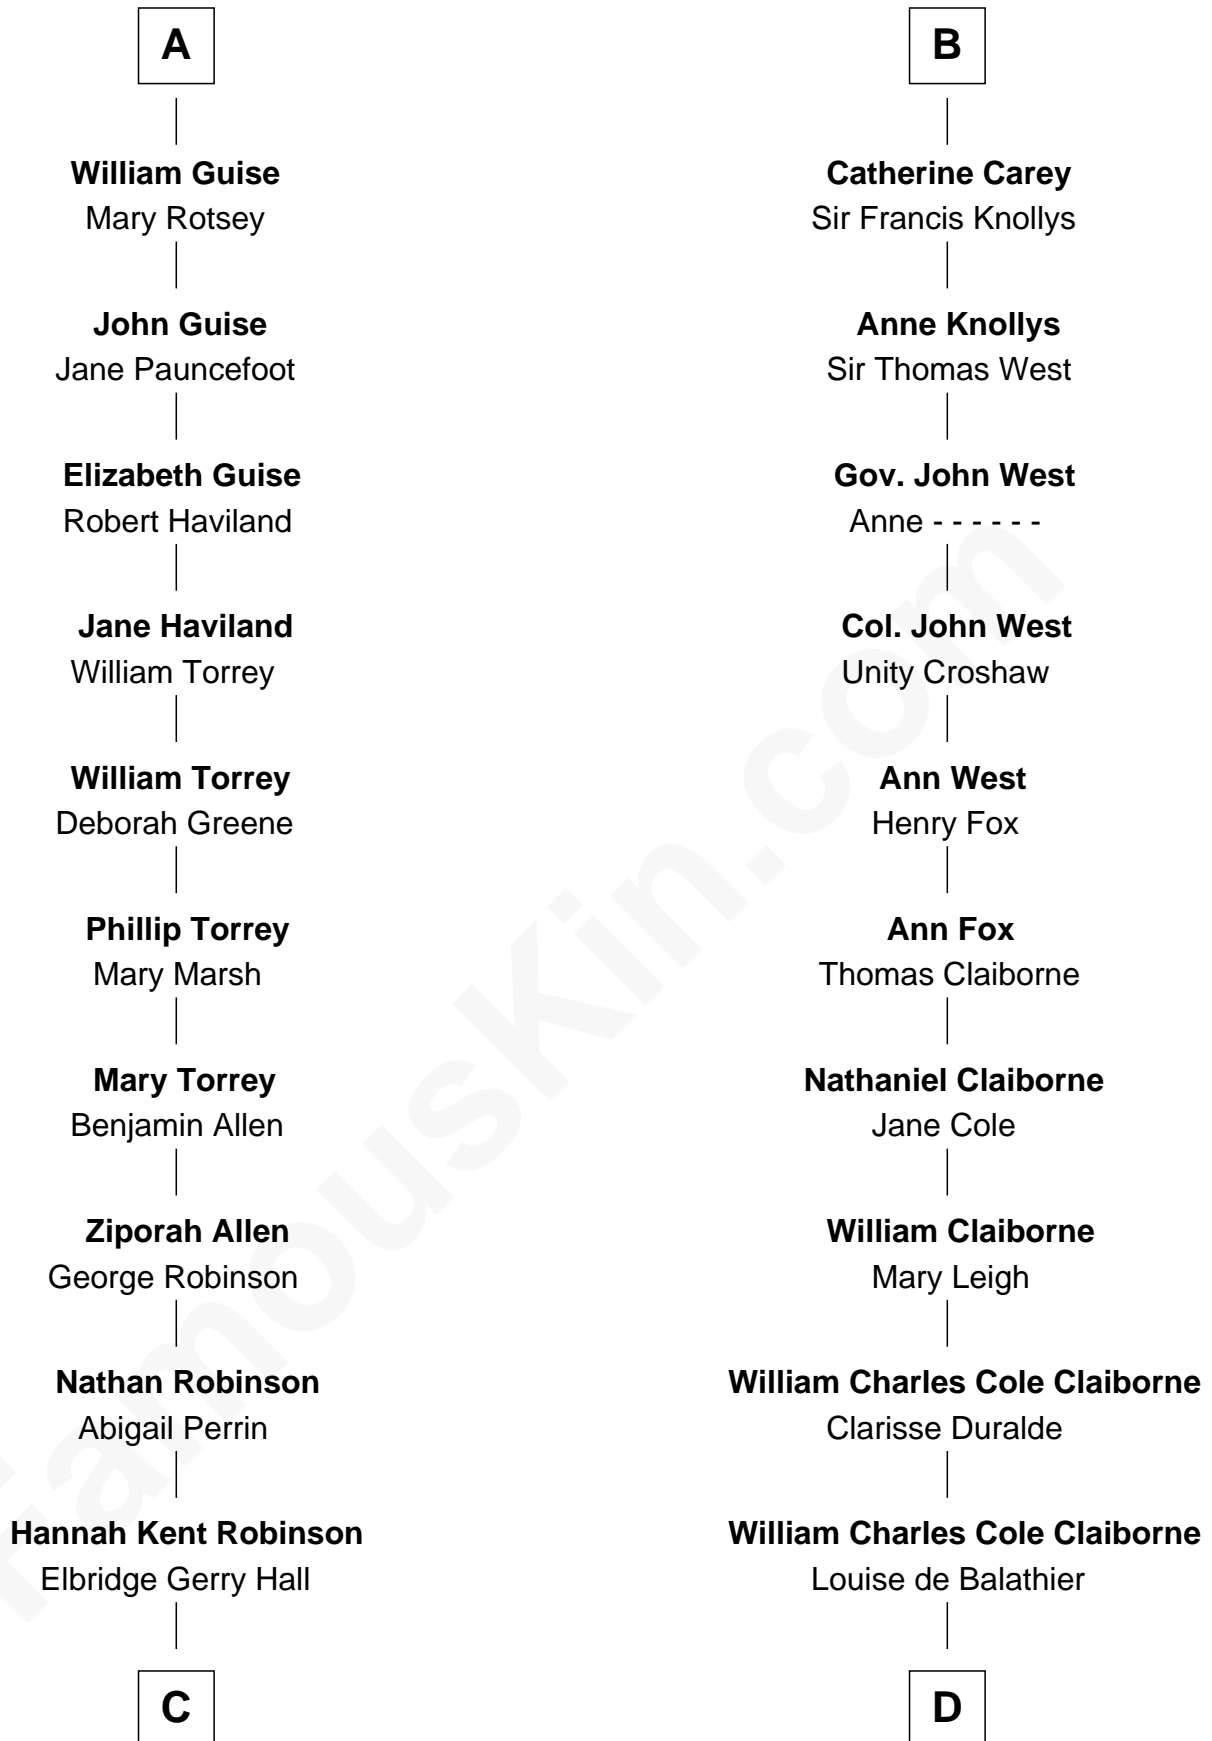 A
William Guise
Mary Rotsey
John Guise
Jane Pauncefoot
Elizabeth Guise
Robert Haviland
Jane Haviland
William Torrey
William Torrey
Deborah Greene
Phillip Torrey
Mary Marsh
Mary Torrey
Benjamin Allen
Ziporah Allen
George Robinson
Nathan Robinson
Abigail Perrin
Hannah Kent Robinson
Elbridge Gerry Hall
C
B
Catherine Carey
Sir Francis Knollys
Anne Knollys
Sir Thomas West
Gov. John West
Anne - - - - - -
Col. John West
Unity Croshaw
Ann West
Henry Fox
Ann Fox
Thomas Claiborne
Nathaniel Claiborne
Jane Cole
William Claiborne
Mary Leigh
William Charles Cole Claiborne
Clarisse Duralde
William Charles Cole Claiborne
Louise de Balathier
D
FamousKin.com